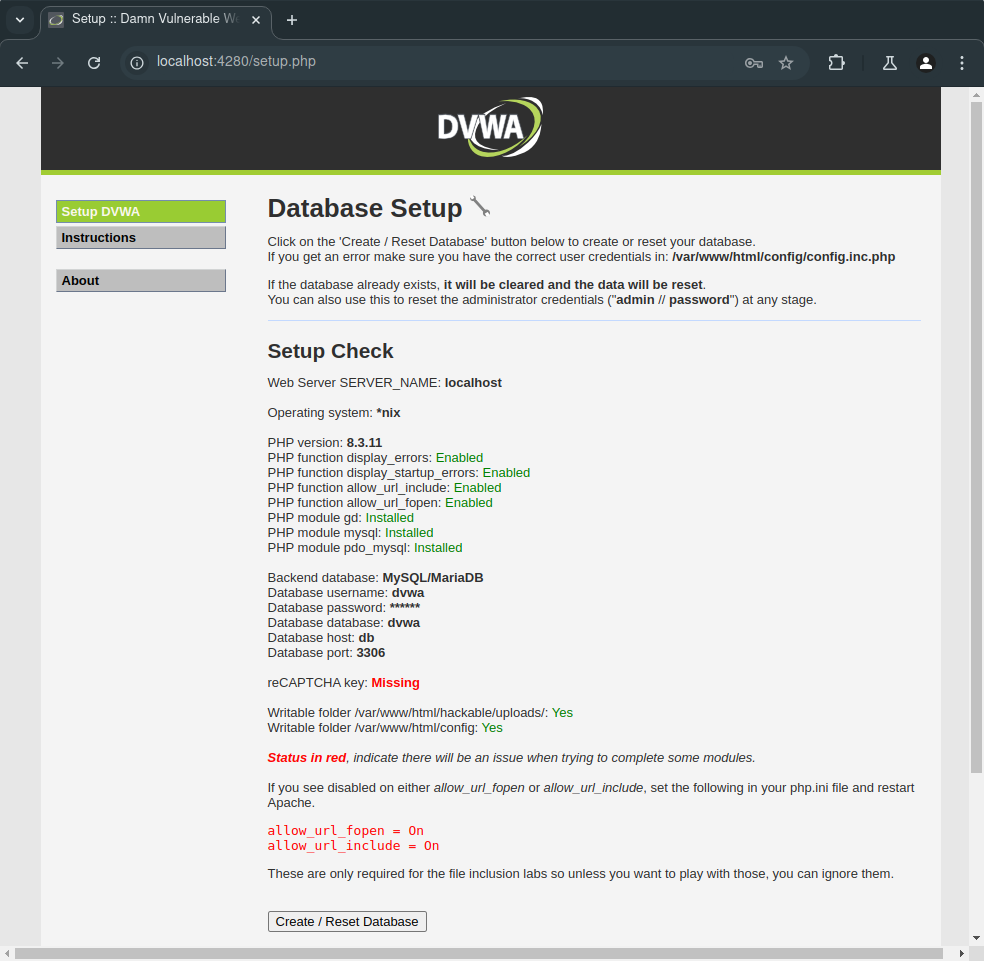 Setup :: Damn Vulnerable We
localhost:4280/setup.php
DVWA
Setup DVWA
Instructions
About
Database Setup
Click on the 'Create / Reset Database' button below to create or reset your database.
If you get an error make sure you have the correct user credentials in: /var/www/html/config/config.inc.php
If the database already exists, it will be cleared and the data will be reset.
You can also use this to reset the administrator credentials ("admin // password") at any stage.
Setup Check
Web Server SERVER_NAME: localhost
Operating system: *nix
PHP version: 8.3.11
PHP function display_errors: Enabled
PHP function display_startup_errors: Enabled
PHP function allow_url_include: Enabled
PHP function allow_url_fopen: Enabled
PHP module gd: Installed
PHP module mysql: Installed
PHP module pdo_mysql: Installed
Backend database: MySQL/MariaDB
Database username: dvwa
Database password: ******
Database database: dvwa
Database host: db
Database port: 3306
reCAPTCHA key: Missing
Writable folder /var/www/html/hackable/uploads/: Yes
Writable folder /var/www/html/config: Yes
Status in red, indicate there will be an issue when trying to complete some modules.
If you see disabled on either allow_url_fopen or allow_url_include, set the following in your php.ini file and restart
Apache.
allow_url_fopen = On
allow_url_include = On
These are only required for the file inclusion labs so unless you want to play with those, you can ignore them.
Create / Reset Database